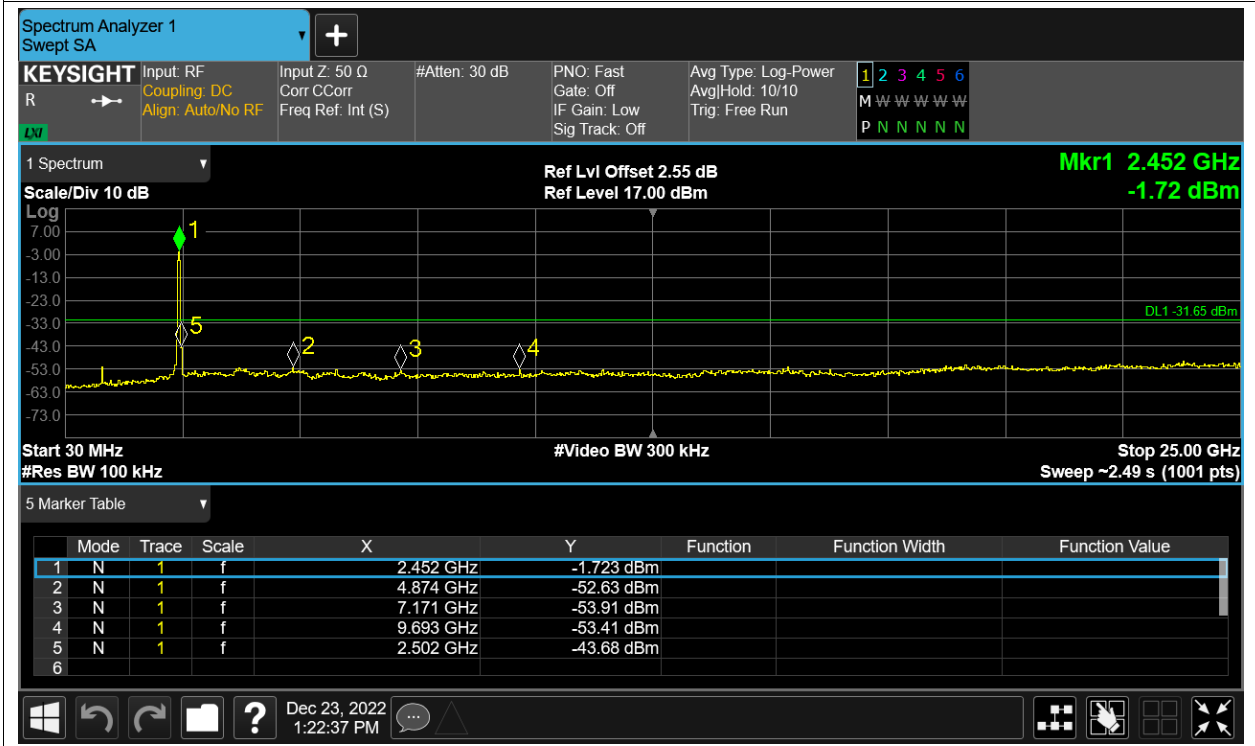 Spectrum Analyzer 1
Swept SA
+
KEYSIGHT
R
LXI
Input: RF
Coupling: DC
Align: Auto/No RF
Input Z: 50 Ω
Corr CCorr
Freq Ref: Int (S)
#Atten: 30 dB
PNO: Fast
Gate: Off
IF Gain: Low
Sig Track: Off
Avg Type: Log-Power
Avg|Hold: 10/10
Trig: Free Run
1 2 3 4 5 6
M W W W W W
P N N N N N
1 Spectrum
Scale/Div 10 dB
Ref Lvl Offset 2.55 dB
Ref Level 17.00 dBm
Mkr1 2.452 GHz
-1.72 dBm
Log
7.00
-3.00
-13.0
-23.0
-33.0
-43.0
-53.0
-63.0
-73.0
1
5
2
3
4
DL1 -31.65 dBm
Start 30 MHz
#Video BW 300 kHz
Stop 25.00 GHz
#Res BW 100 kHz
Sweep ~2.49 s (1001 pts)
5 Marker Table
Mode Trace Scale X Y Function Function Width Function Value
1 N 1 f 2.452 GHz -1.723 dBm
2 N 1 f 4.874 GHz -52.63 dBm
3 N 1 f 7.171 GHz -53.91 dBm
4 N 1 f 9.693 GHz -53.41 dBm
5 N 1 f 2.502 GHz -43.68 dBm
6
?
Dec 23, 2022
1:22:37 PM